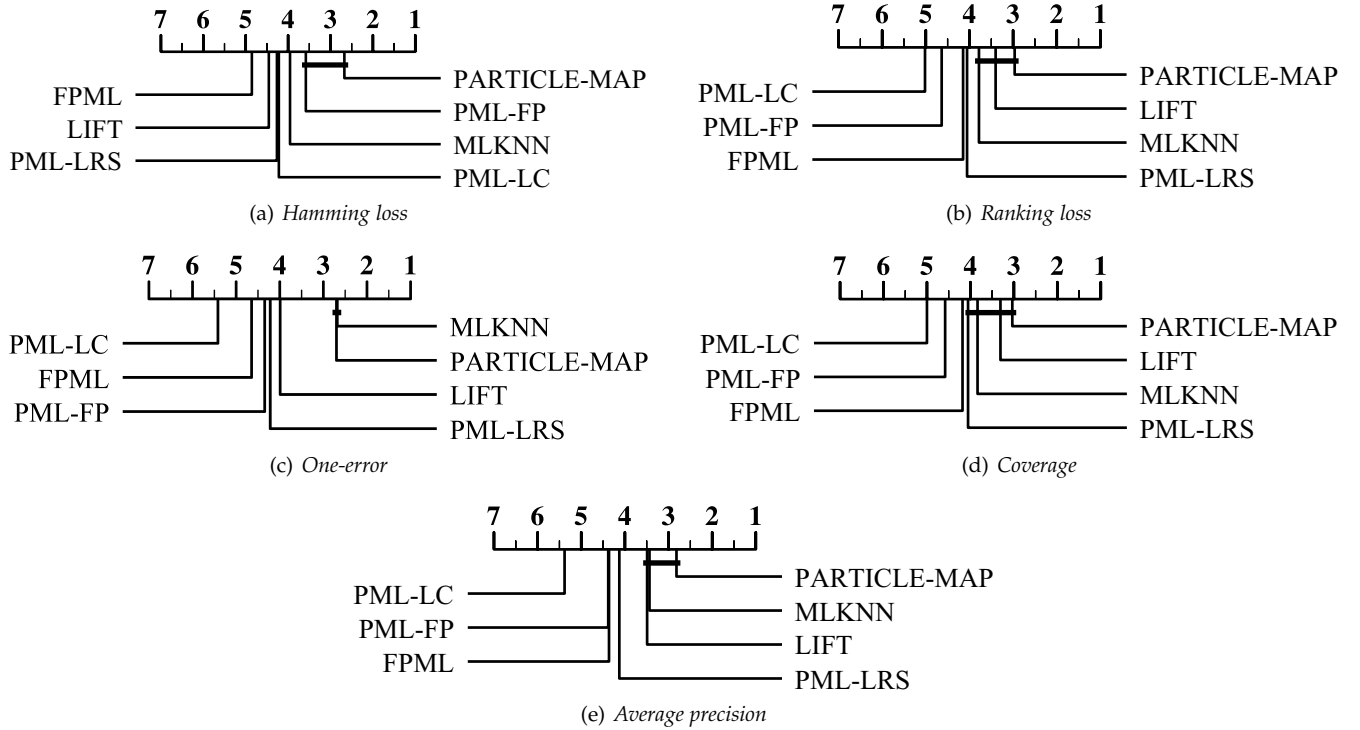 7 6 5 4 3 2 1
FPML
LIFT
PML-LRS
PARTICLE-MAP
PML-FP
MLKNN
PML-LC
(a) Hamming loss
7 6 5 4 3 2 1
PML-LC
PML-FP
FPML
PARTICLE-MAP
LIFT
MLKNN
PML-LRS
(b) Ranking loss
7 6 5 4 3 2 1
PML-LC
FPML
PML-FP
MLKNN
PARTICLE-MAP
LIFT
PML-LRS
(c) One-error
7 6 5 4 3 2 1
PML-LC
PML-FP
FPML
PARTICLE-MAP
LIFT
MLKNN
PML-LRS
(d) Coverage
7 6 5 4 3 2 1
PML-LC
PML-FP
FPML
PARTICLE-MAP
MLKNN
LIFT
PML-LRS
(e) Average precision